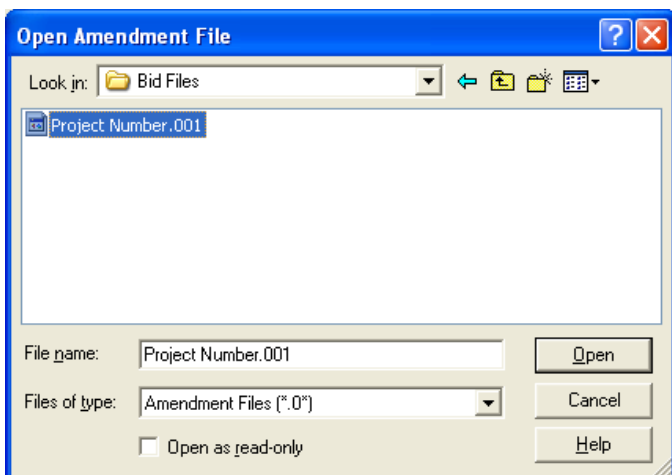 Open Amendment File
Look in: Bid Files
Project Number.001
File name: Project Number.001 Open
Files of type: Amendment Files (*.0*) Cancel
Open as read-only Help